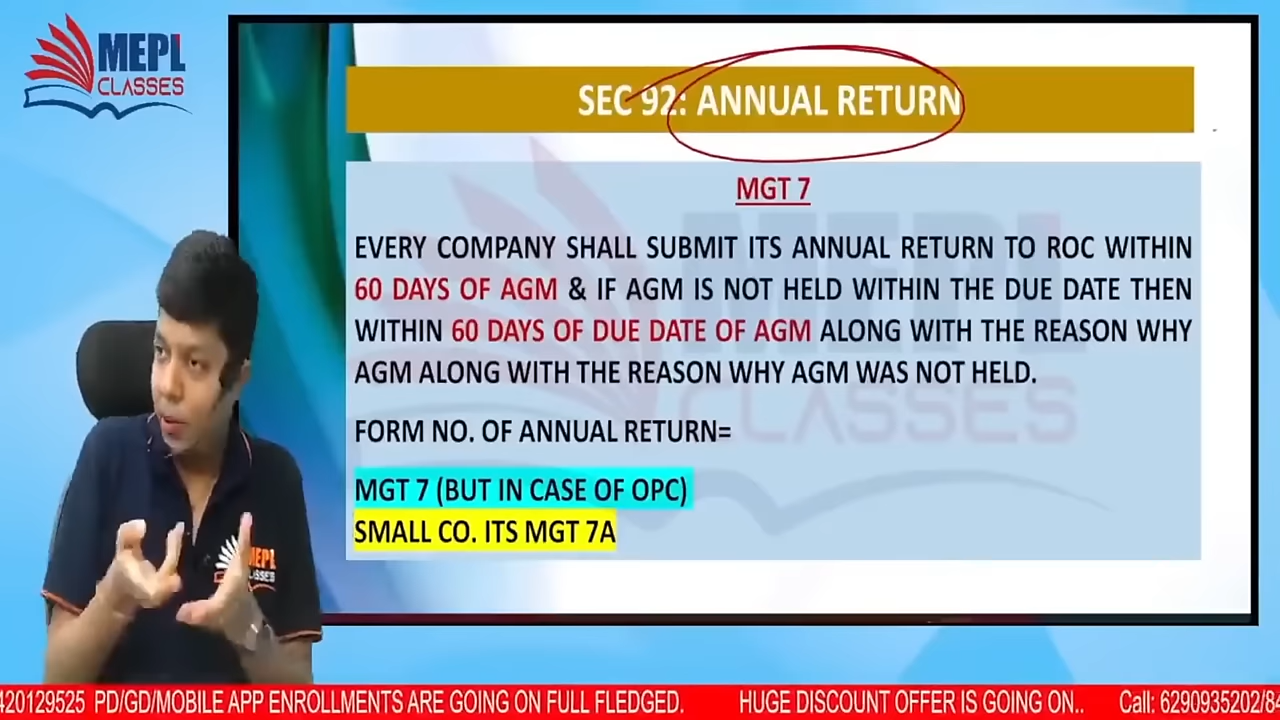 MEPL
CLASSES
SEC 92: ANNUAL RETURN
MGT 7
EVERY COMPANY SHALL SUBMIT ITS ANNUAL RETURN TO ROC WITHIN
60 DAYS OF AGM & IF AGM IS NOT HELD WITHIN THE DUE DATE THEN
WITHIN 60 DAYS OF DUE DATE OF AGM ALONG WITH THE REASON WHY
AGM ALONG WITH THE REASON WHY AGM WAS NOT HELD.
FORM NO. OF ANNUAL RETURN=
MGT 7 (BUT IN CASE OF OPC)
SMALL CO. ITS MGT 7A
MEPL
CLASSES
MEPL
CLASSES
420129525 PD/GD/MOBILE APP ENROLLMENTS ARE GOING ON FULL FLEDGED. HUGE DISCOUNT OFFER IS GOING ON.. Call: 6290935202/84